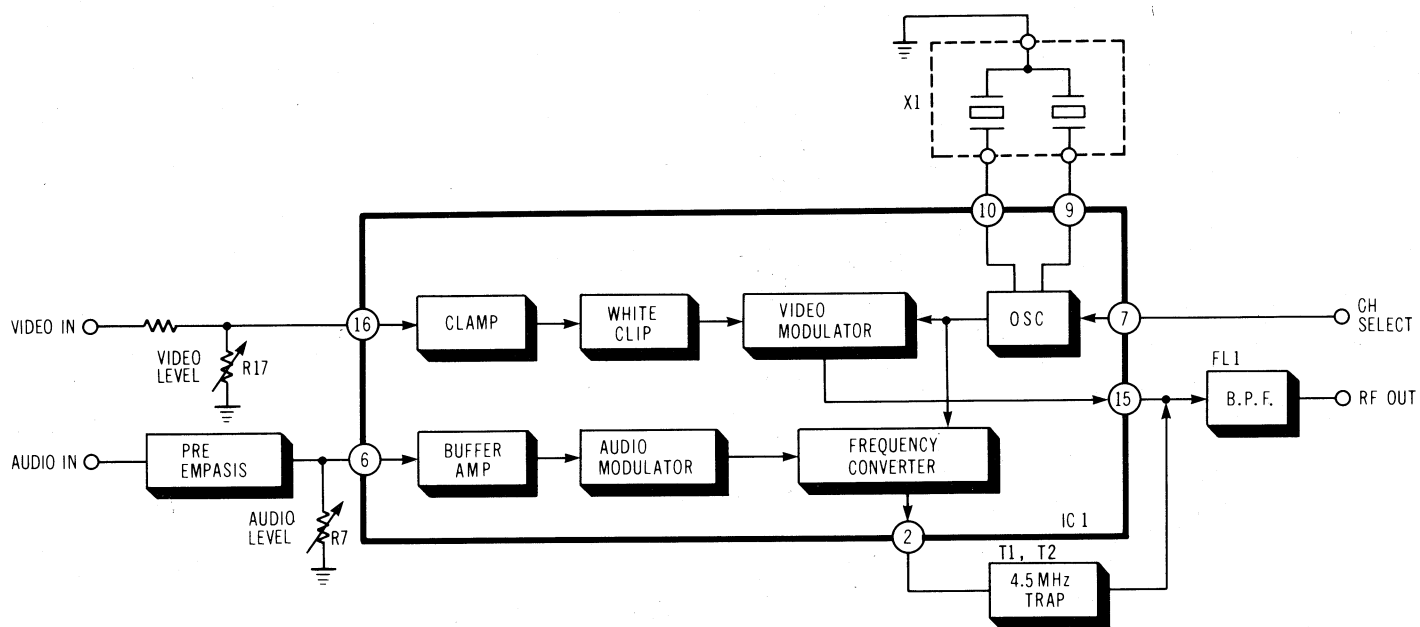 X1
10
9
VIDEO IN
16
CLAMP
WHITE
CLIP
VIDEO
MODULATOR
OSC
7
CH
SELECT
VIDEO
LEVEL
R17
FL1
15
B.P.F.
RF OUT
AUDIO IN
PRE
EMPASIS
6
BUFFER
AMP
AUDIO
MODULATOR
FREQUENCY
CONVERTER
AUDIO
LEVEL
R7
IC 1
2
T1, T2
4.5MHz
TRAP